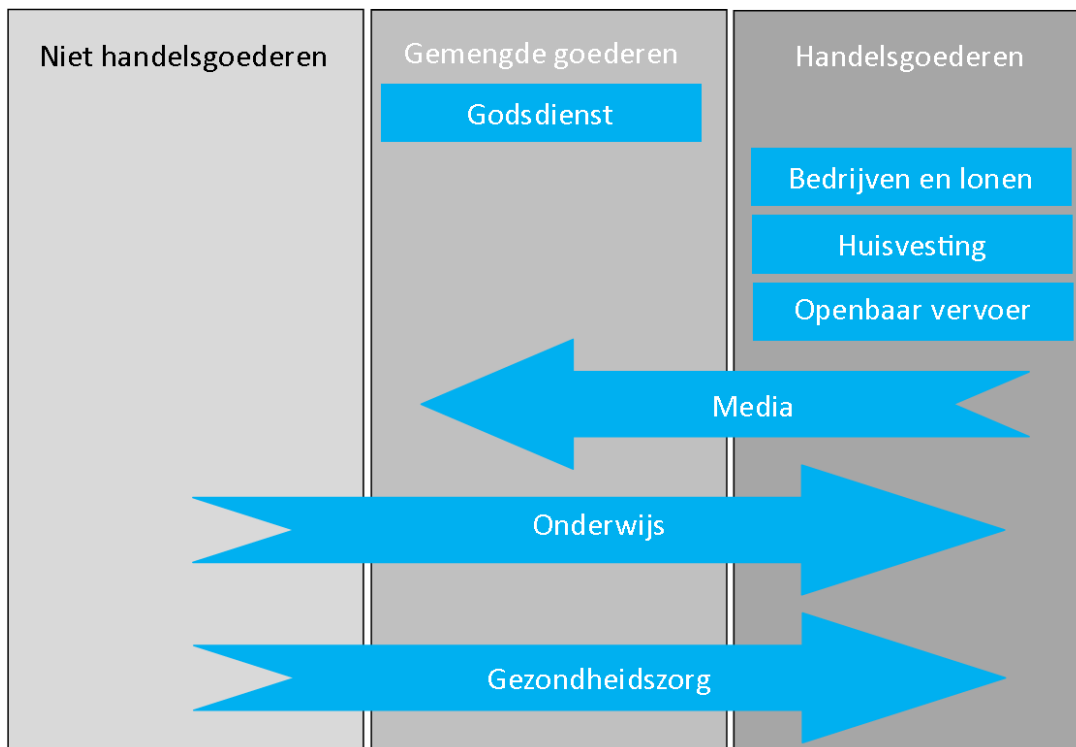 Niet handelsgoederen
Gemengde goederen
Handelsgoederen
Godsdienst
Bedrijven en lonen
Huisvesting
Openbaar vervoer
Media
Onderwijs
Gezondheidszorg